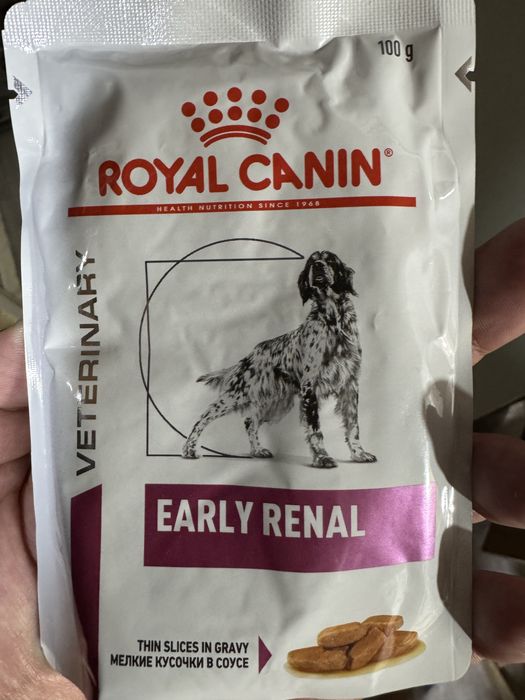 100 g
ROYAL CANIN®
HEALTH NUTRITION SINCE 1968
VETERINARY
EARLY RENAL
THIN SLICES IN GRAVY
МЕЛКИЕ КУСОЧКИ В СОУСЕ